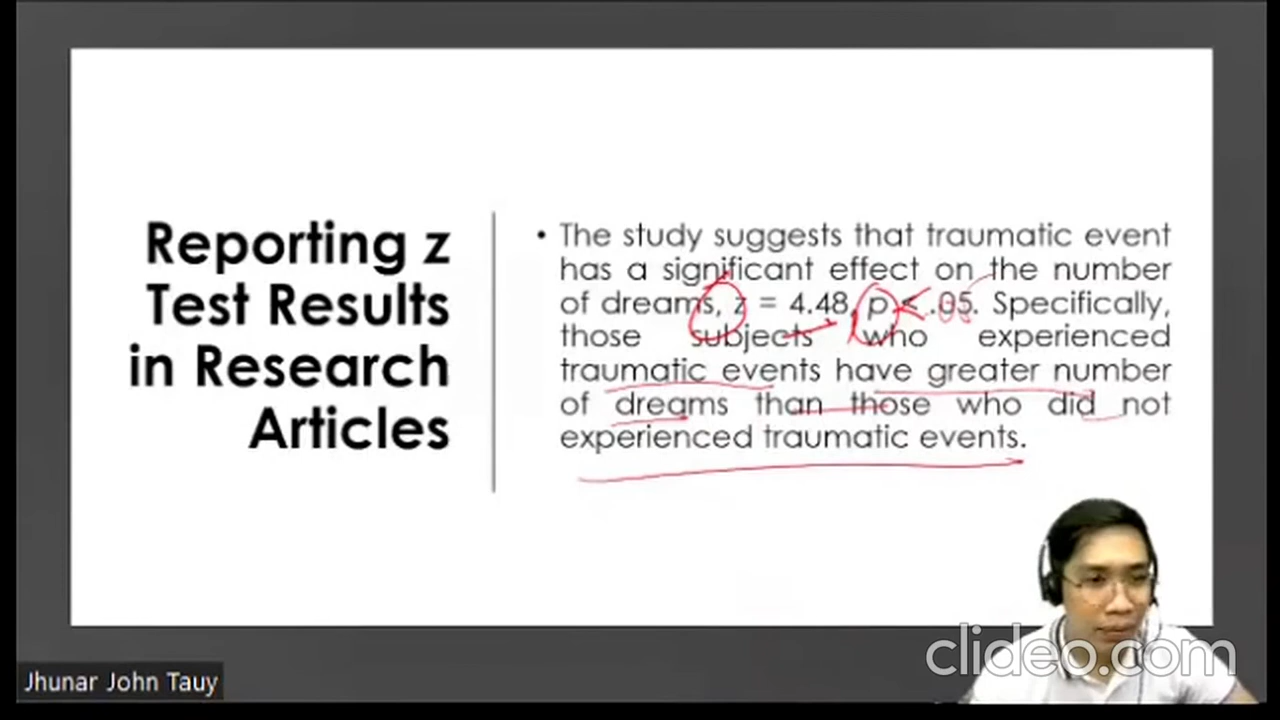 Reporting z
Test Results
in Research
Articles
• The study suggests that traumatic event
has a significant effect on the number
of dreams, z = 4.48, p < .05. Specifically,
those subjects who experienced
traumatic events have greater number
of dreams than those who did not
experienced traumatic events.
clideo.com
Jhunar John Tauy